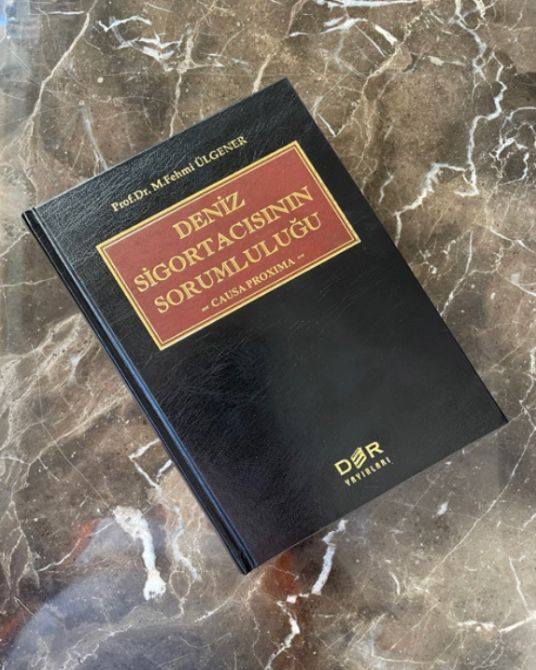 Prof.Dr. M.Fehmi ÜLGENER
DENİZ
SİGORTACISININ
SORUMLULUĞU
- CAUSA PROXIMA -
DER
YAYINLARI